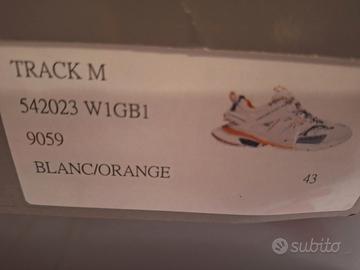 TRACK M
542023 W1GB1
9059
BLANC/ORANGE
43
subito